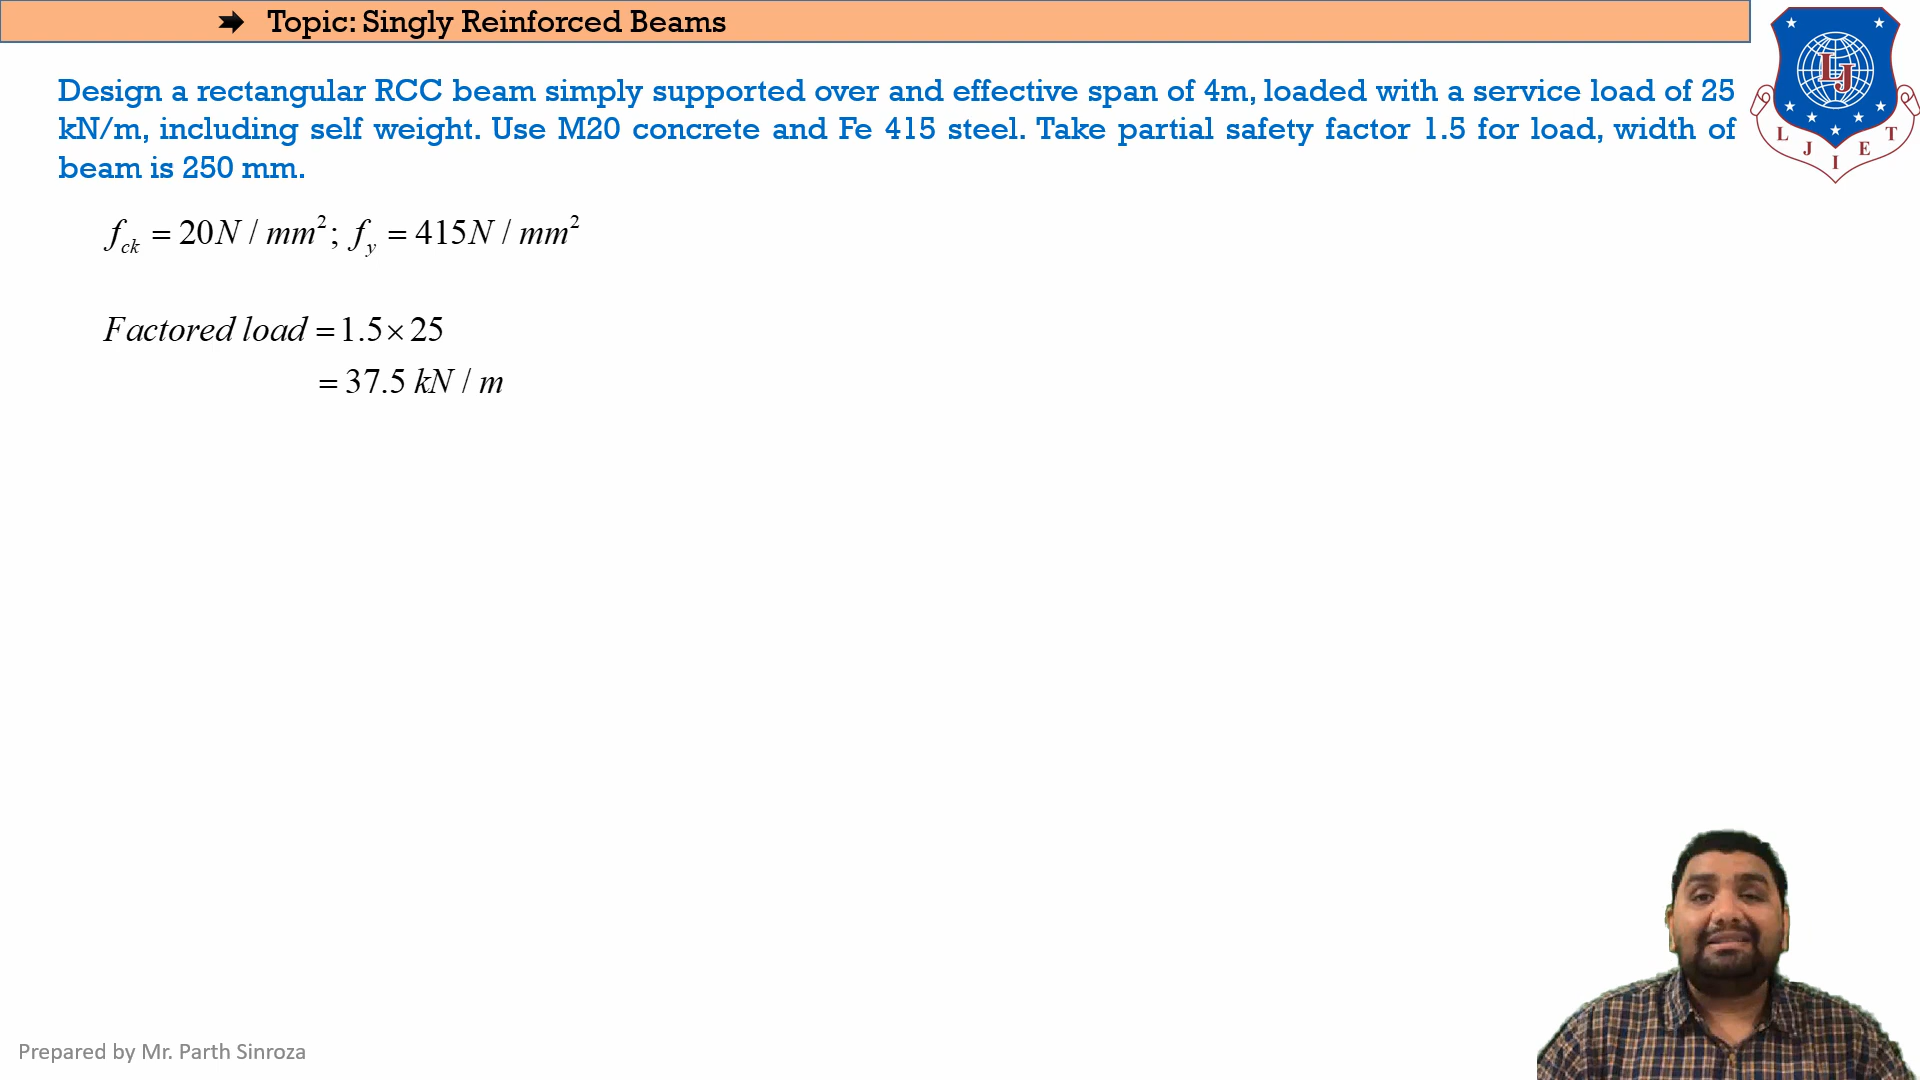 ➡ Topic: Singly Reinforced Beams
Design a rectangular RCC beam simply supported over and effective span of 4m, loaded with a service load of 25
kN/m, including self weight. Use M20 concrete and Fe 415 steel. Take partial safety factor 1.5 for load, width of
beam is 250 mm.
LJ
L J I E T
f_ck = 20 N / mm²; f_y = 415 N / mm²
Factored load = 1.5 × 25
= 37.5 kN / m
Prepared by Mr. Parth Sinroza